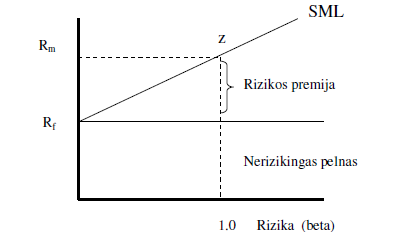 SML
z
Rm
Rizikos premija
Rf
Nerizikingas pelnas
1.0 Rizika (beta)